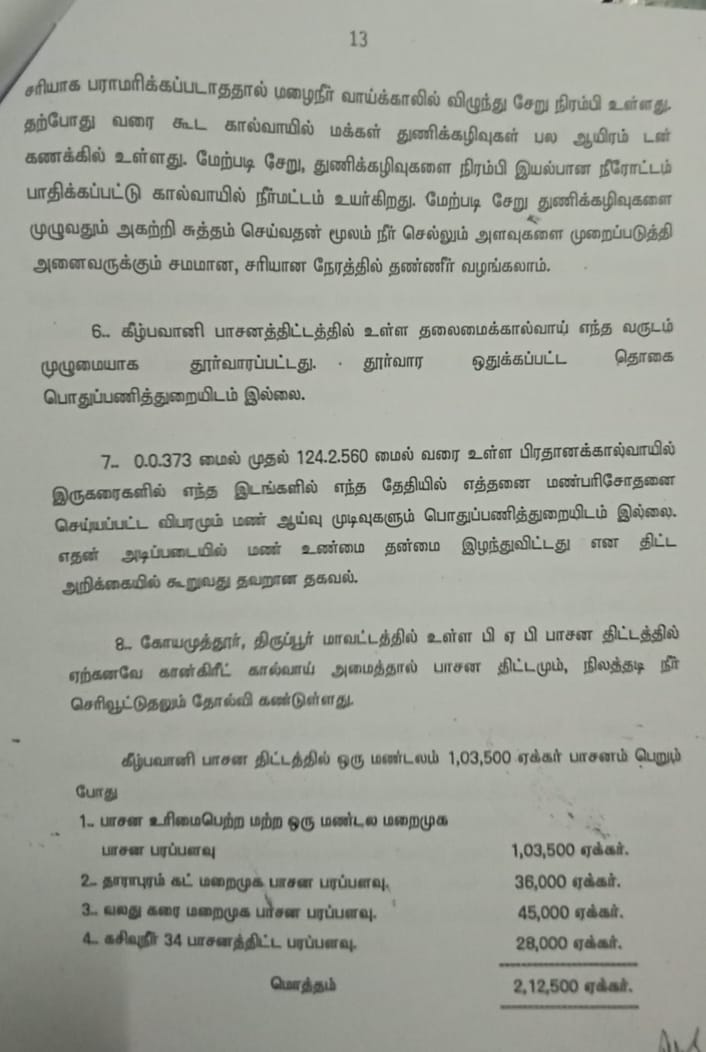 13
சரியாக பராமரிக்கப்படாததால் மழைநீர் வாய்க்காலில் விழுந்து சேறு நிரம்பி உள்ளது.
தற்போது வரை கூட கால்வாயில் மக்கள் துணிக்கழிவுகள் பல ஆயிரம் டன்
கணக்கில் உள்ளது. மேற்படி சேறு, துணிக்கழிவுகளை நிரம்பி இயல்பான நீரோட்டம்
பாதிக்கப்பட்டு கால்வாயில் நீர்மட்டம் உயர்கிறது. மேற்படி சேறு துணிக்கழிவுகளை
முழுவதும் அகற்றி சுத்தம் செய்வதன் மூலம் நீர் செல்லும் அளவுகளை முறைப்படுத்தி
அனைவருக்கும் சமமான, சரியான நேரத்தில் தண்ணீர் வழங்கலாம்.
6.. கீழ்பவானி பாசனத்திட்டத்தில் உள்ள தலைமைக்கால்வாய் எந்த வருடம்
முழுமையாக தூர்வாரப்பட்டது. தூர்வார ஒதுக்கப்பட்ட தொகை
பொதுப்பணித்துறையிடம் இல்லை.
7.. 0.0.373 மைல் முதல் 124.2.560 மைல் வரை உள்ள பிரதானக்கால்வாயில்
இருகரைகளில் எந்த இடங்களில் எந்த தேதியில் எத்தனை மண்பரிசோதனை
செய்யப்பட்ட விபரமும் மண் ஆய்வு முடிவுகளும் பொதுப்பணித்துறையிடம் இல்லை.
எதன் அடிப்படையில் மண் உண்மை தன்மை இழந்துவிட்டது என திட்ட
அறிக்கையில் கூறுவது தவறான தகவல்.
8.. கோயமுத்தூர், திருப்பூர் மாவட்டத்தில் உள்ள பி ஏ பி பாசன திட்டத்தில்
ஏற்கனவே கான்கிரீட் கால்வாய் அமைத்தால் பாசன திட்டமும், நிலத்தடி நீர்
செரிவூட்டுதலும் தோல்வி கண்டுள்ளது.
கீழ்பவானி பாசன திட்டத்தில் ஒரு மண்டலம் 1,03,500 ஏக்கர் பாசனம் பெறும்
போது
1.. பாசன உரிமைபெற்ற மற்ற ஒரு மண்டல மறைமுக
பாசன பரப்பளவு 1,03,500 ஏக்கர்.
2.. தாராபுரம் கட் மறைமுக பாசன பரப்பளவு. 36,000 ஏக்கர்.
3.. வலது கரை மறைமுக பாசன பரப்பளவு. 45,000 ஏக்கர்.
4.. கசிவுநீர் 34 பாசனத்திட்ட பரப்பளவு. 28,000 ஏக்கர்.
மொத்தம் 2,12,500 ஏக்கர்.